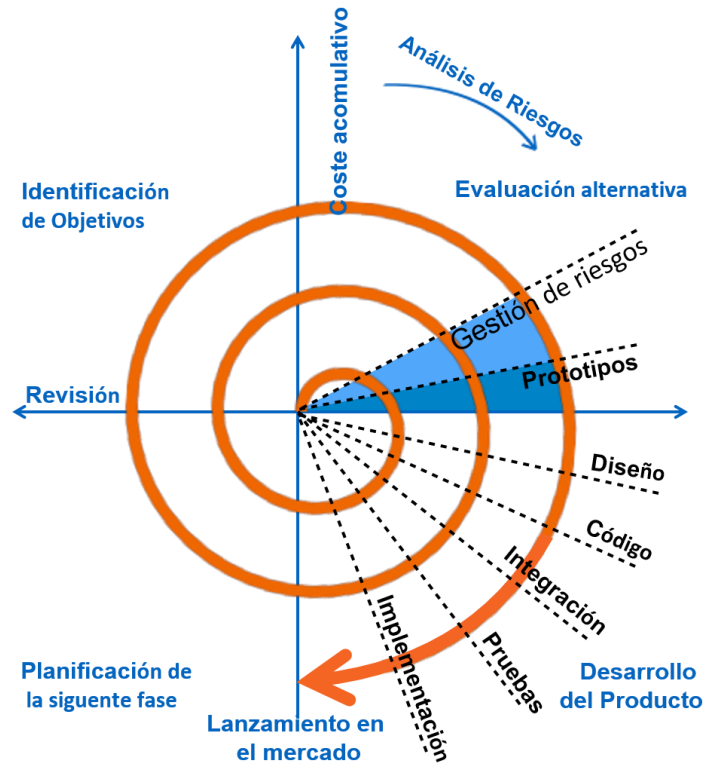 Coste acomulativo
Análisis de Riesgos
Identificación
de Objetivos
Evaluación alternativa
Gestión de riesgos
Prototipos
Revisión
Diseño
Código
Integración
Pruebas
Implementación
Planificación de
la siguente fase
Desarrollo
del Producto
Lanzamiento en
el mercado